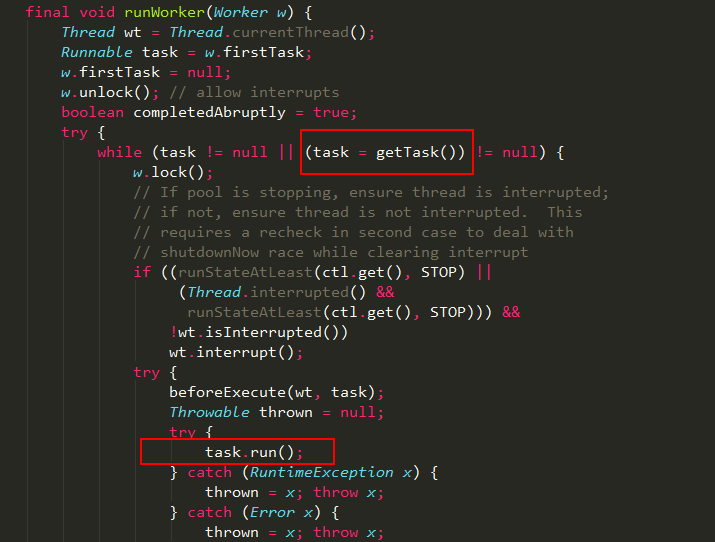 final void runWorker(Worker w) {
Thread wt = Thread.currentThread();
Runnable task = w.firstTask;
w.firstTask = null;
w.unlock(); // allow interrupts
boolean completedAbruptly = true;
try {
while (task != null || (task = getTask()) != null) {
w.lock();
// If pool is stopping, ensure thread is interrupted;
// if not, ensure thread is not interrupted.  This
// requires a recheck in second case to deal with
// shutdownNow race while clearing interrupt
if ((runStateAtLeast(ctl.get(), STOP) ||
(Thread.interrupted() &&
runStateAtLeast(ctl.get(), STOP))) &&
!wt.isInterrupted())
wt.interrupt();
try {
beforeExecute(wt, task);
Throwable thrown = null;
try {
task.run();
} catch (RuntimeException x) {
thrown = x; throw x;
} catch (Error x) {
thrown = x; throw x;